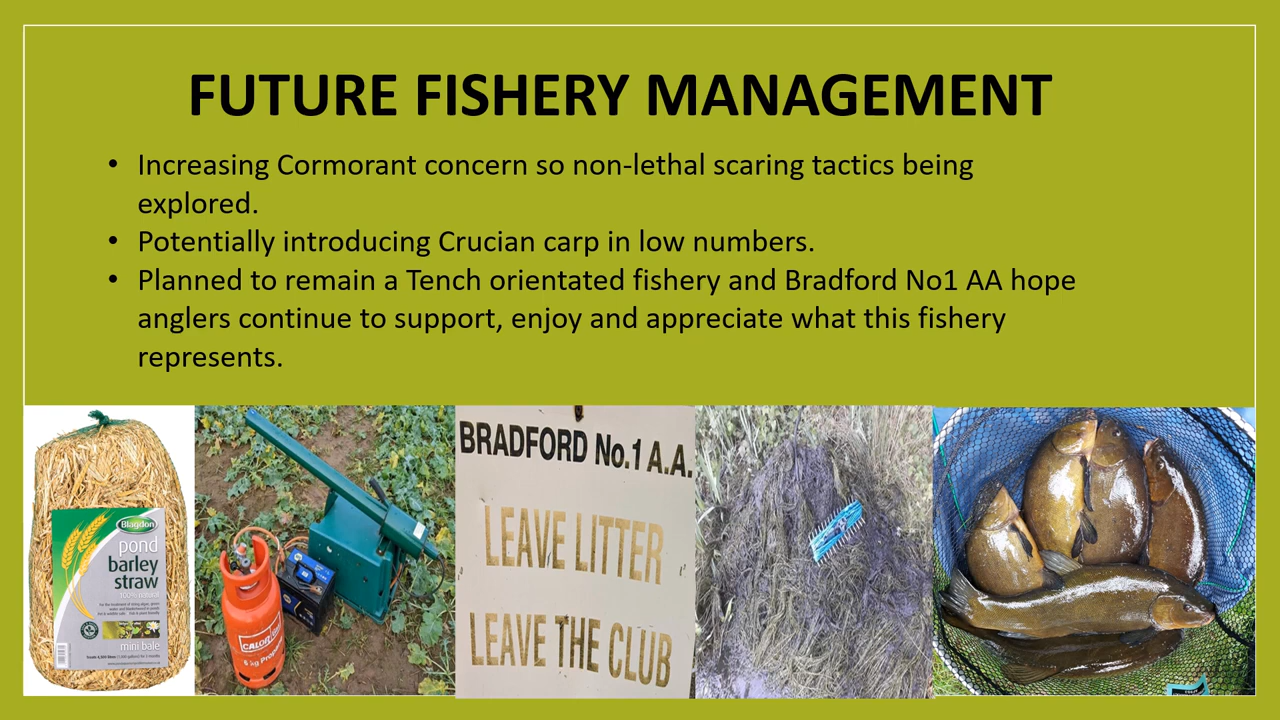 FUTURE FISHERY MANAGEMENT
• Increasing Cormorant concern so non-lethal scaring tactics being
explored.
• Potentially introducing Crucian carp in low numbers.
• Planned to remain a Tench orientated fishery and Bradford No1 AA hope
anglers continue to support, enjoy and appreciate what this fishery
represents.
Blagdon
pond
barley
straw
100% natural
mini bale
CALOR
6 kg Propane
BRADFORD No.1 A.A.
LEAVE LITTER
LEAVE THE CLUB